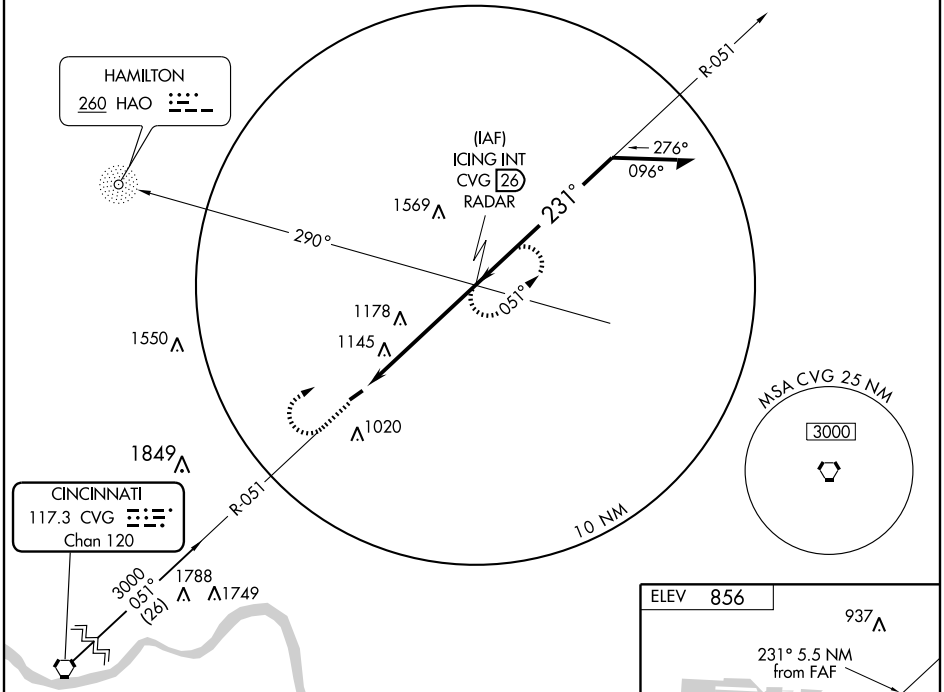 HAMILTON
260 HAO
R-051
(IAF)
ICING INT
CVG 26
RADAR
276°
096°
231°
1569
290°
051°
1178
1145
1550
1020
MSA CVG 25 NM
3000
1849
R-051
10 NM
CINCINNATI
117.3 CVG
Chan 120
3000
051°
(26)
1788
1749
ELEV 856
937
231° 5.5 NM
from FAF